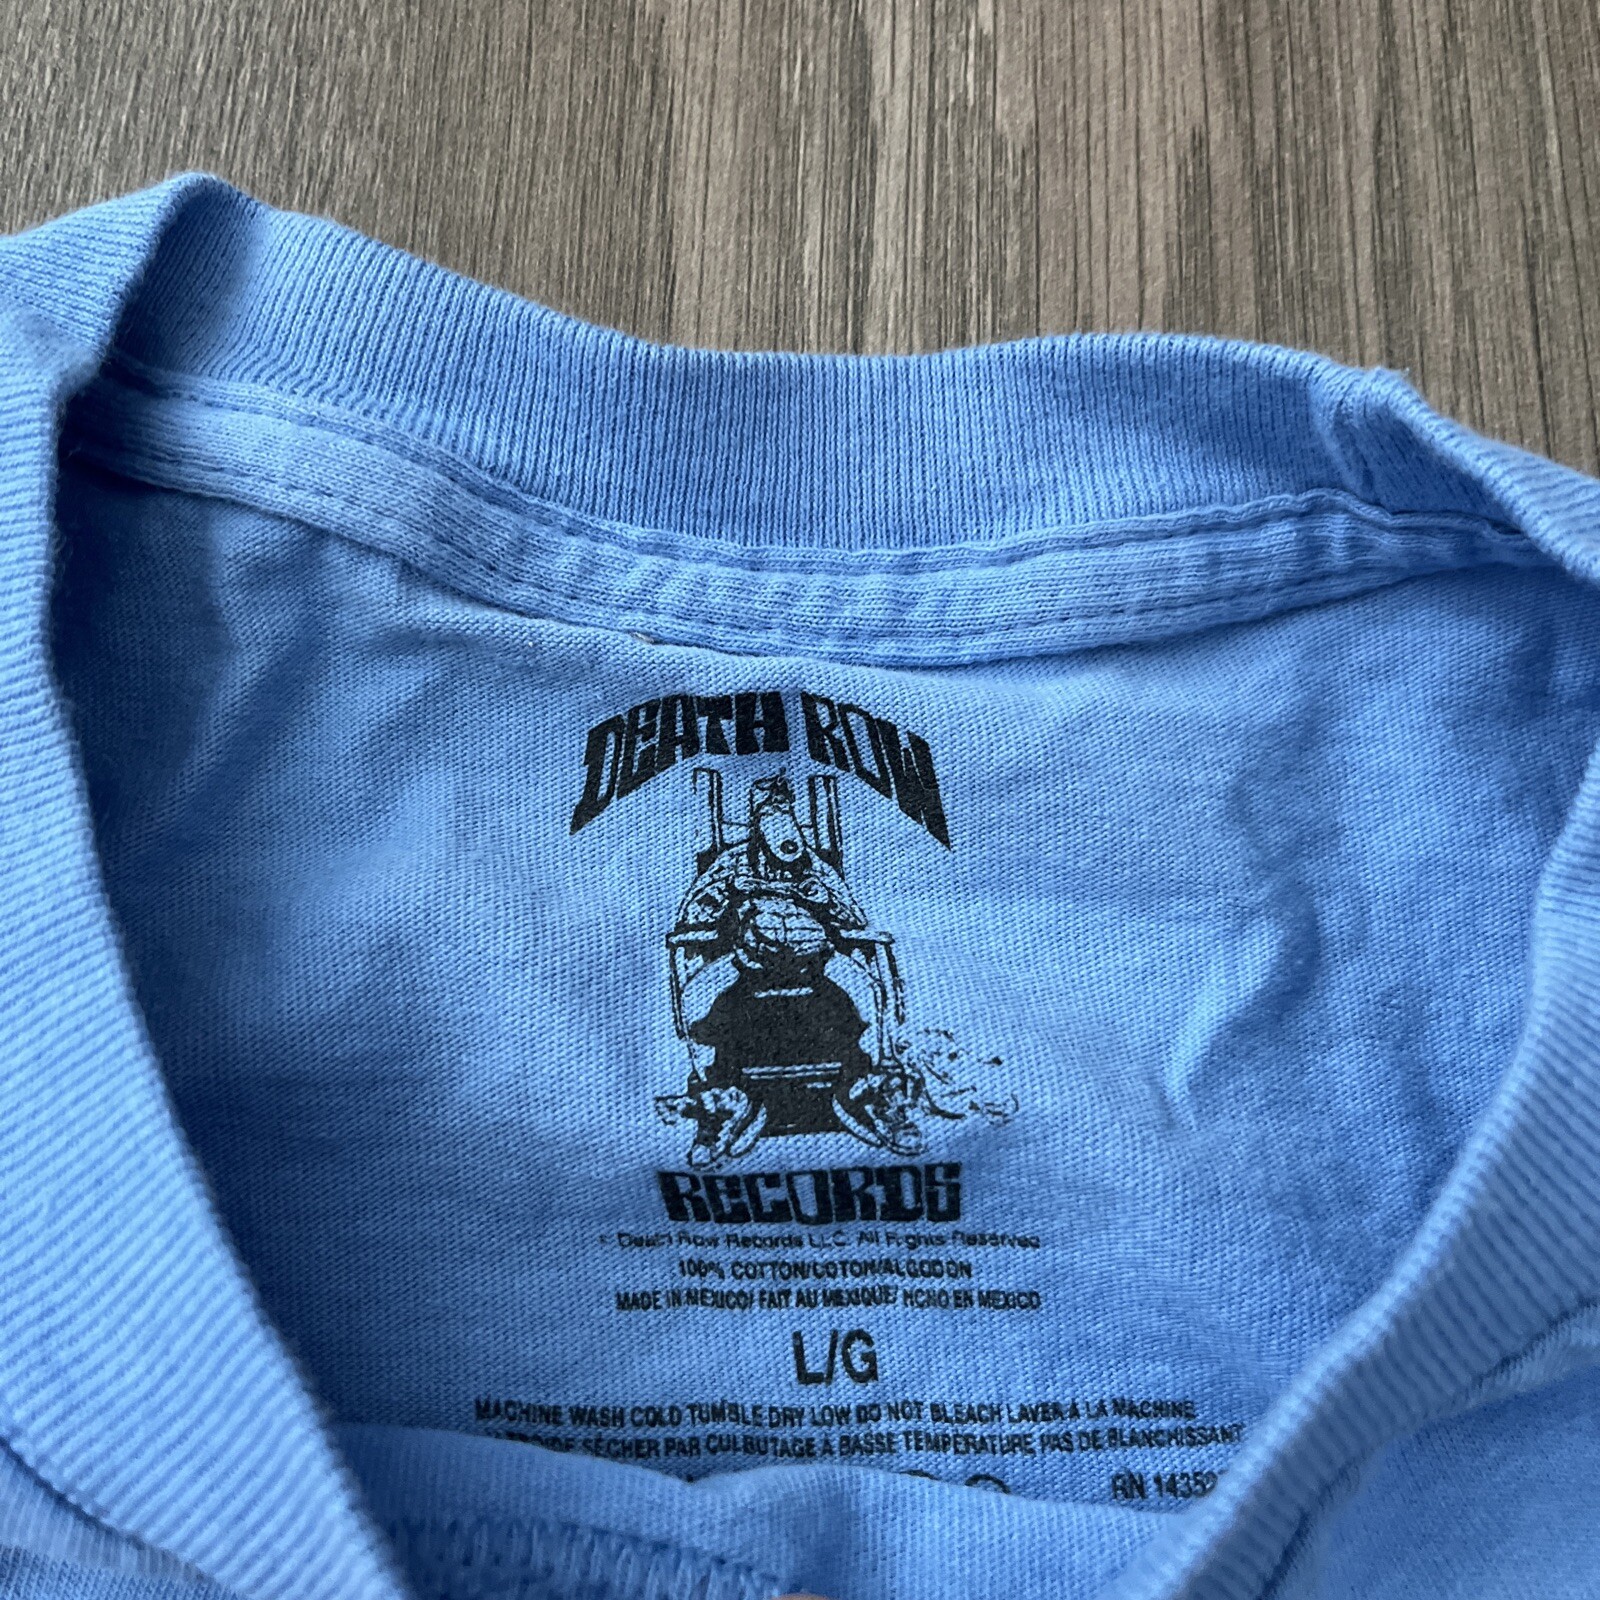 DEATH ROW
RECORDS
© Death Row Records LLC. All Rights Reserved
100% COTTON/COTON/ALGODON
MADE IN MEXICO/ FAIT AU MEXIQUE/ HCHO EN MEXICO
L/G
MACHINE WASH COLD TUMBLE DRY LOW DO NOT BLEACH LAVER A LA MACHINE
SÉCHER PAR CULBUTAGE A BASSE TEMPERATURE PAS DE BLANCHISSANT
RN